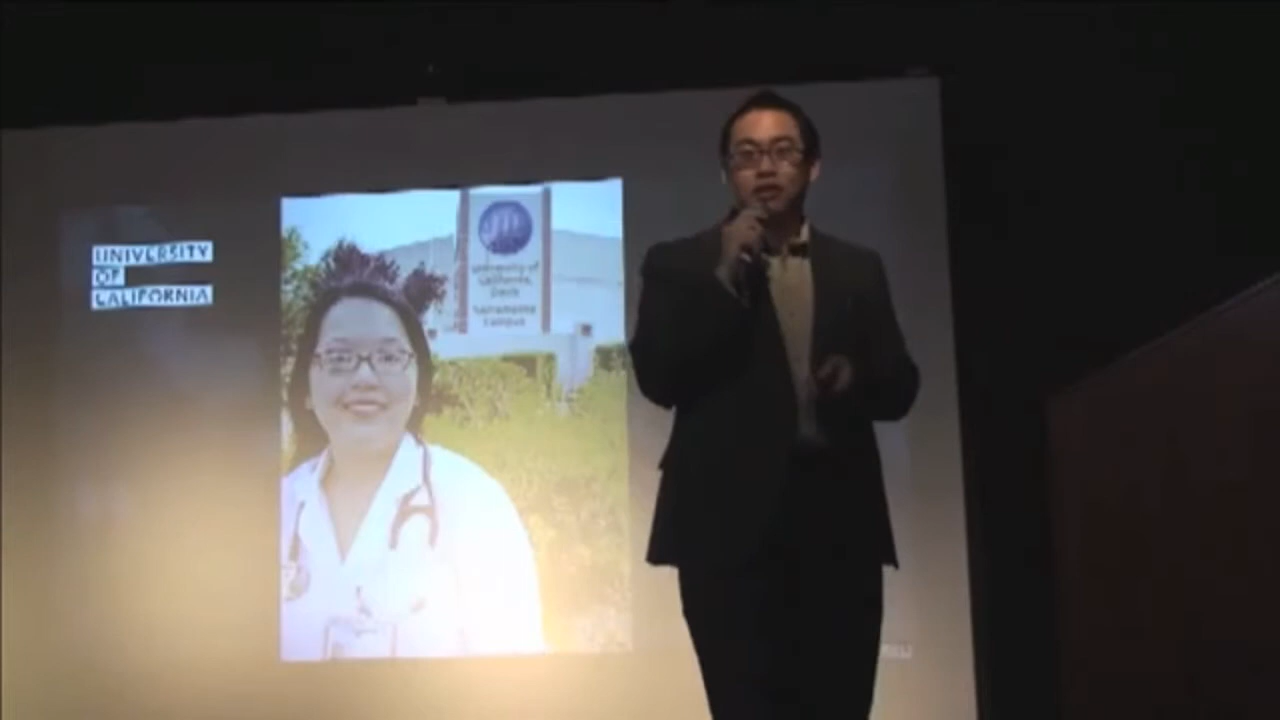 UNIVERSITY
OF
CALIFORNIA
University of
California,
Davis
Sacramento
Campus